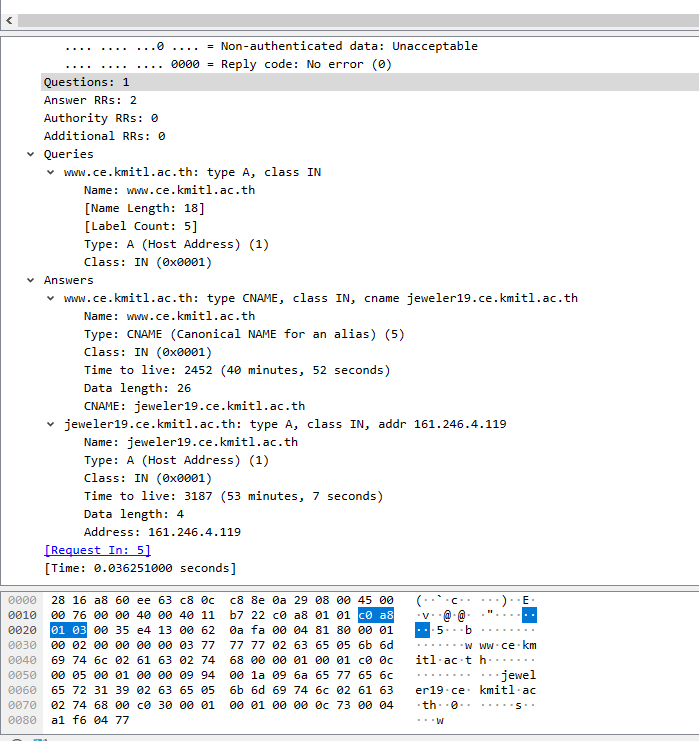 .... .... ...0 .... = Non-authenticated data: Unacceptable
.... .... .... 0000 = Reply code: No error (0)
Questions: 1
Answer RRs: 2
Authority RRs: 0
Additional RRs: 0
Queries
www.ce.kmitl.ac.th: type A, class IN
Name: www.ce.kmitl.ac.th
[Name Length: 18]
[Label Count: 5]
Type: A (Host Address) (1)
Class: IN (0x0001)
Answers
www.ce.kmitl.ac.th: type CNAME, class IN, cname jeweler19.ce.kmitl.ac.th
Name: www.ce.kmitl.ac.th
Type: CNAME (Canonical NAME for an alias) (5)
Class: IN (0x0001)
Time to live: 2452 (40 minutes, 52 seconds)
Data length: 26
CNAME: jeweler19.ce.kmitl.ac.th
jeweler19.ce.kmitl.ac.th: type A, class IN, addr 161.246.4.119
Name: jeweler19.ce.kmitl.ac.th
Type: A (Host Address) (1)
Class: IN (0x0001)
Time to live: 3187 (53 minutes, 7 seconds)
Data length: 4
Address: 161.246.4.119
[Request In: 5]
[Time: 0.036251000 seconds]
0000 28 16 a8 60 ee 63 c8 0c c8 8e 0a 29 08 00 45 00 (··`·c·· ···)··E·
0010 00 76 00 00 40 00 40 11 b7 22 c0 a8 01 01 c0 a8 ·v··@·@· ·"······
0020 01 03 00 35 e4 13 00 62 0a fa 00 04 81 80 00 01 ···5···b ········
0030 00 02 00 00 00 00 03 77 77 77 02 63 65 05 6b 6d ·······w ww·ce·km
0040 69 74 6c 02 61 63 02 74 68 00 00 01 00 01 c0 0c itl·ac·t h·······
0050 00 05 00 01 00 00 09 94 00 1a 09 6a 65 77 65 6c ········ ···jewel
0060 65 72 31 39 02 63 65 05 6b 6d 69 74 6c 02 61 63 er19·ce· kmitl·ac
0070 02 74 68 00 c0 30 00 01 00 01 00 00 0c 73 00 04 ·th··0·· ·····s··
0080 a1 f6 04 77 ···w